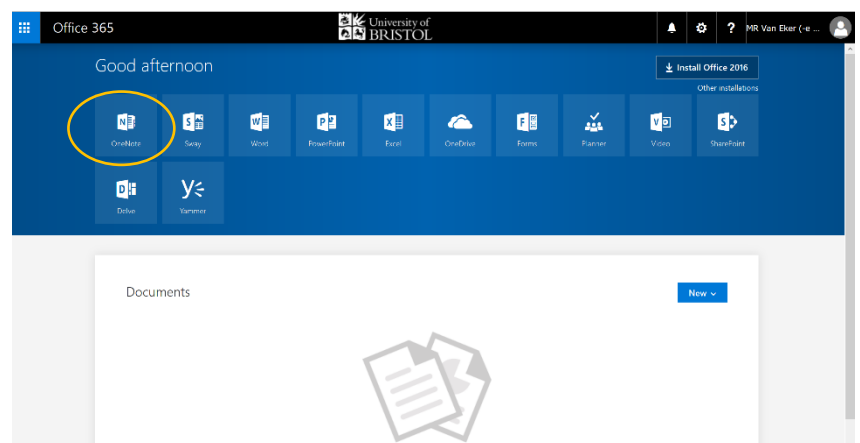 Office 365
University of
BRISTOL
? MR Van Eker (-e ...
Good afternoon
Install Office 2016
Other installations
N
S
W
P
X
F
V
S
OneNote Sway Word PowerPoint Excel OneDrive Forms Planner Video SharePoint
D
Y
Delve Yammer
Documents
New